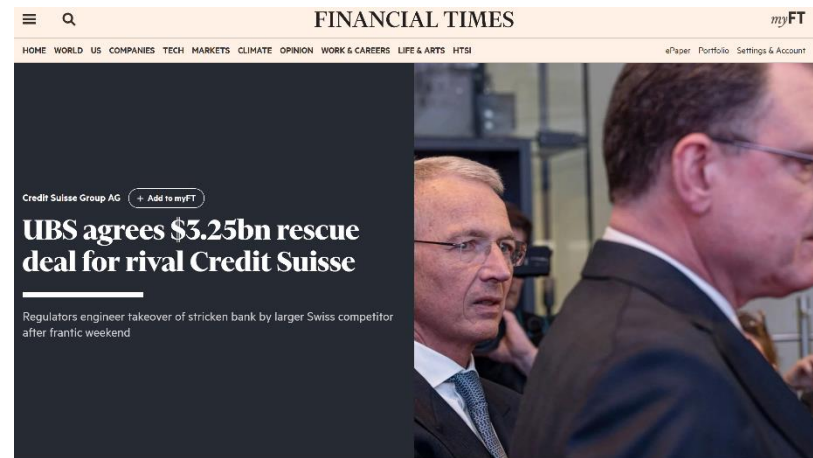 FINANCIAL TIMES
myFT
HOME WORLD US COMPANIES TECH MARKETS CLIMATE OPINION WORK & CAREERS LIFE & ARTS HTSI
ePaper Portfolio Settings & Account
Credit Suisse Group AG + Add to myFT
UBS agrees $3.25bn rescue
deal for rival Credit Suisse
Regulators engineer takeover of stricken bank by larger Swiss competitor
after frantic weekend